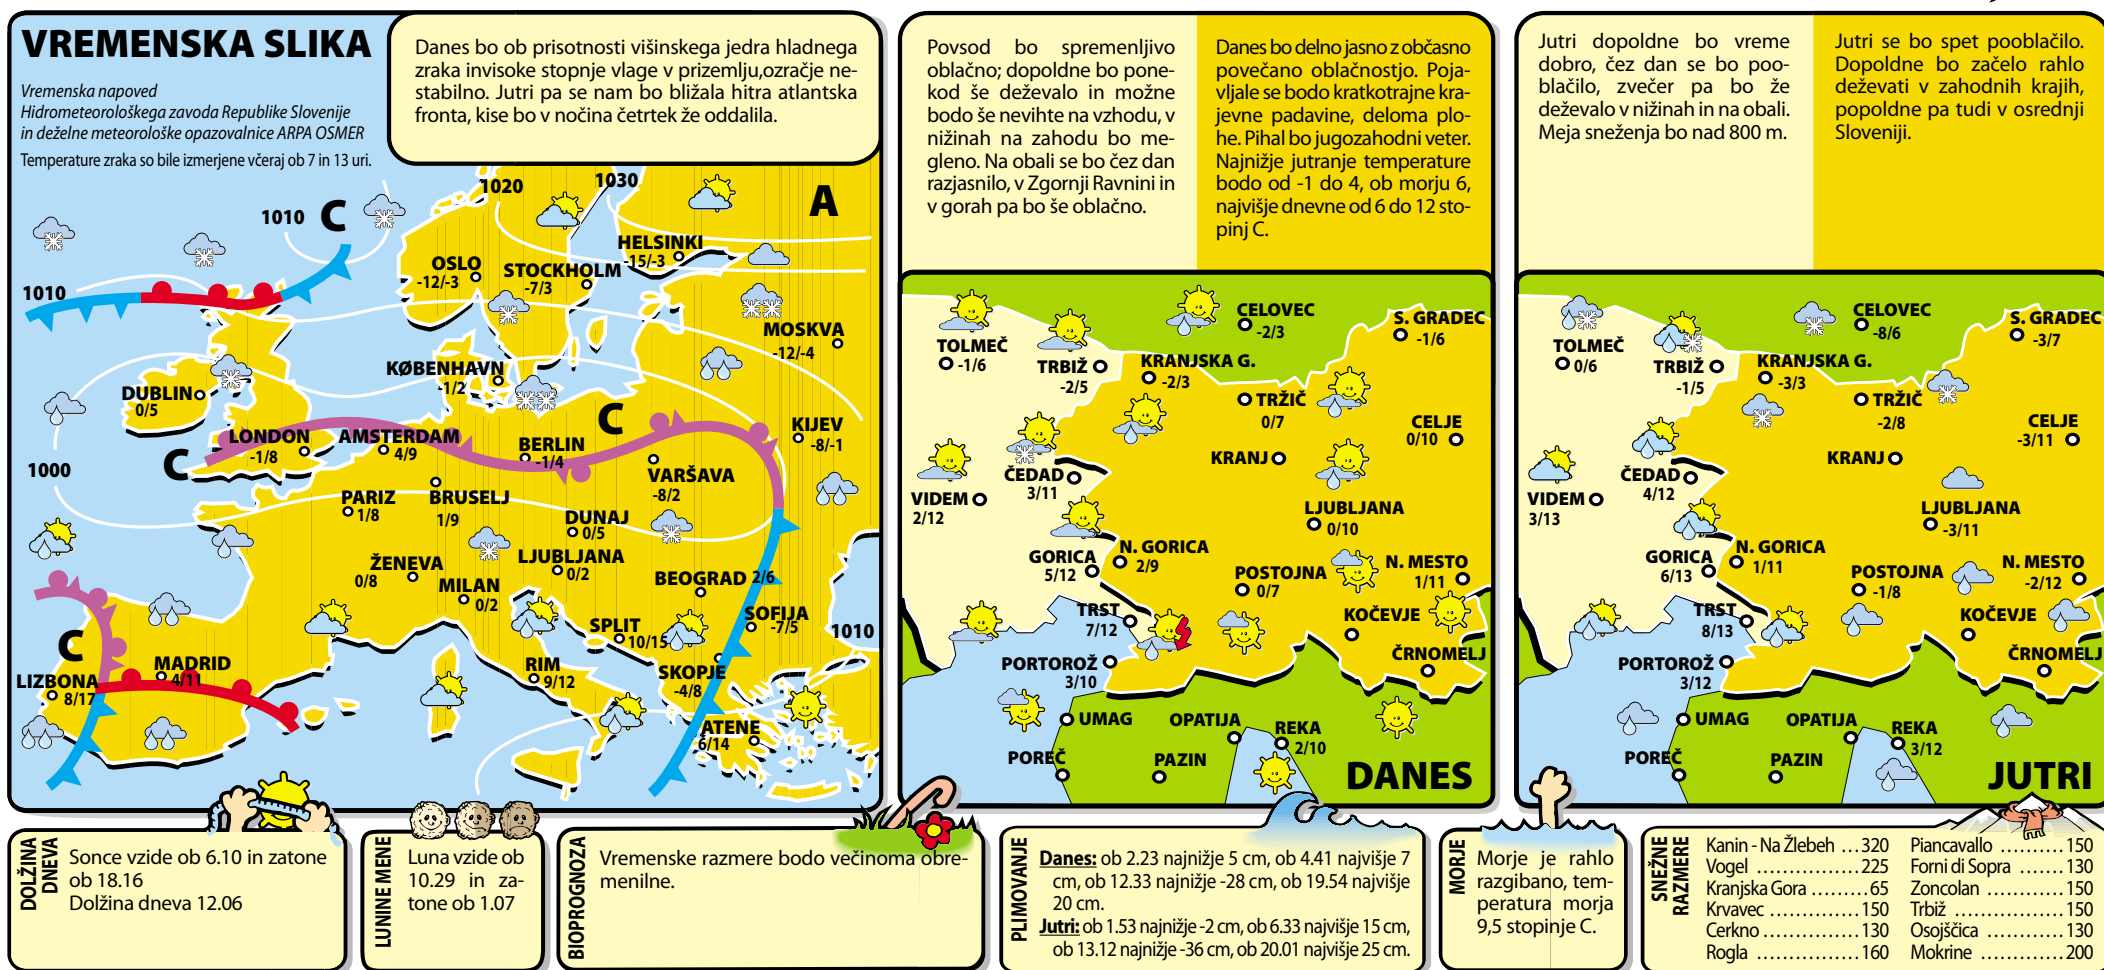 VREMENSKA SLIKA
Vremenska napoved
Hidrometeorološkega zavoda Republike Slovenije
in deželne meteorološke opazovalnice ARPA OSMER
Temperature zraka so bile izmerjene včeraj ob 7 in 13 uri.
Danes bo ob prisotnosti višinskega jedra hladnega
zraka invisoke stopnje vlage v prizemlju,ozračje ne-
stabilno. Jutri pa se nam bo bližala hitra atlantska
fronta, kise bo v nočina četrtek že oddalila.
1020
1030
A
1010
C
HELSINKI
-15/-3
OSLO
-12/-3
STOCKHOLM
-7/3
1010
MOSKVA
-12/-4
KØBENHAVN
-1/2
DUBLIN
0/5
C
KIJEV
-8/-1
LONDON
-1/8
AMSTERDAM
4/9
BERLIN
-1/4
C
1000
VARŠAVA
-8/2
PARIZ
1/8
BRUSELJ
1/9
DUNAJ
0/5
ŽENEVA
0/8
LJUBLJANA
0/2
MILAN
0/2
BEOGRAD 2/6
SOFIJA
-7/5
SPLIT
10/15
1010
C
MADRID
4/11
LIZBONA
8/17
RIM
9/12
SKOPJE
-4/8
ATENE
6/14
Povsod bo spremenljivo
oblačno; dopoldne bo pone-
kod še deževalo in možne
bodo še nevihte na vzhodu, v
nižinah na zahodu bo me-
gleno. Na obali se bo čez dan
razjasnilo, v Zgornji Ravnini in
v gorah pa bo še oblačno.
Danes bo delno jasno z občasno
povečano oblačnostjo. Poja-
vljale se bodo kratkotrajne kra-
jevne padavine, deloma plo-
he. Pihal bo jugozahodni veter.
Najnižje jutranje temperature
bodo od -1 do 4, ob morju 6,
najvišje dnevne od 6 do 12 sto-
pinj C.
CELOVEC
-2/3
S. GRADEC
-1/6
TOLMEČ
-1/6
TRBIŽ
-2/5
KRANJSKA G.
-2/3
TRŽIČ
0/7
CELJE
0/10
KRANJ
ČEDAD
3/11
VIDEM
2/12
LJUBLJANA
0/10
GORICA
5/12
N. GORICA
2/9
POSTOJNA
0/7
N. MESTO
1/11
TRST
7/12
KOČEVJE
PORTOROŽ
3/10
ČRNOMELJ
UMAG
OPATIJA
REKA
2/10
POREČ
PAZIN
DANES
Jutri dopoldne bo vreme
dobro, čez dan se bo poo-
blačilo, zvečer pa bo že
deževalo v nižinah in na obali.
Meja sneženja bo nad 800 m.
Jutri se bo spet pooblačilo.
Dopoldne bo začelo rahlo
deževati v zahodnih krajih,
popoldne pa tudi v osrednji
Sloveniji.
CELOVEC
-8/6
S. GRADEC
-3/7
TOLMEČ
0/6
TRBIŽ
-1/5
KRANJSKA G.
-3/3
TRŽIČ
-2/8
CELJE
-3/11
KRANJ
ČEDAD
4/12
VIDEM
3/13
LJUBLJANA
-3/11
GORICA
6/13
N. GORICA
1/11
POSTOJNA
-1/8
N. MESTO
-2/12
TRST
8/13
KOČEVJE
PORTOROŽ
3/12
ČRNOMELJ
UMAG
OPATIJA
REKA
3/12
POREČ
PAZIN
JUTRI
DOLŽINA
DNEVA
Sonce vzide ob 6.10 in zatone
ob 18.16
Dolžina dneva 12.06
LUNINE MENE
Luna vzide ob
10.29 in za-
tone ob 1.07
BIOPROGNOZA
Vremenske razmere bodo večinoma obre-
menilne.
PLIMOVANJE
Danes: ob 2.23 najnižje 5 cm, ob 4.41 najvišje 7
cm, ob 12.33 najnižje -28 cm, ob 19.54 najvišje
20 cm.
Jutri: ob 1.53 najnižje -2 cm, ob 6.33 najvišje 15 cm,
ob 13.12 najnižje -36 cm, ob 20.01 najvišje 25 cm.
MORJE
Morje je rahlo
razgibano, tem-
peratura morja
9,5 stopinje C.
SNEŽNE
RAZMERE
Kanin - Na Žlebeh ...320
Vogel ....................225
Kranjska Gora .........65
Krvavec ................150
Cerkno .................130
Rogla ...................160
Piancavallo ..........150
Forni di Sopra .......130
Zoncolan .............150
Trbiž ...................150
Osojščica .............130
Mokrine ..............200